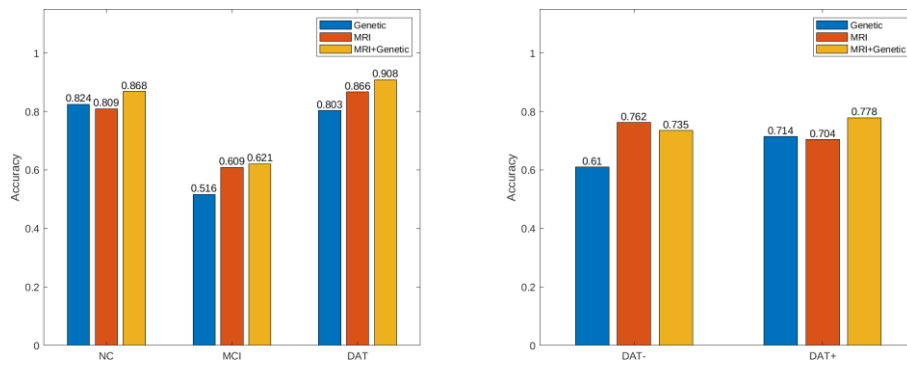 Genetic
MRI
MRI+Genetic
Accuracy
1
0.8
0.6
0.4
0.2
0
0.824
0.809
0.868
0.516
0.609
0.621
0.803
0.866
0.908
NC
MCI
DAT
Genetic
MRI
MRI+Genetic
Accuracy
1
0.8
0.6
0.4
0.2
0
0.61
0.762
0.735
0.714
0.704
0.778
DAT-
DAT+